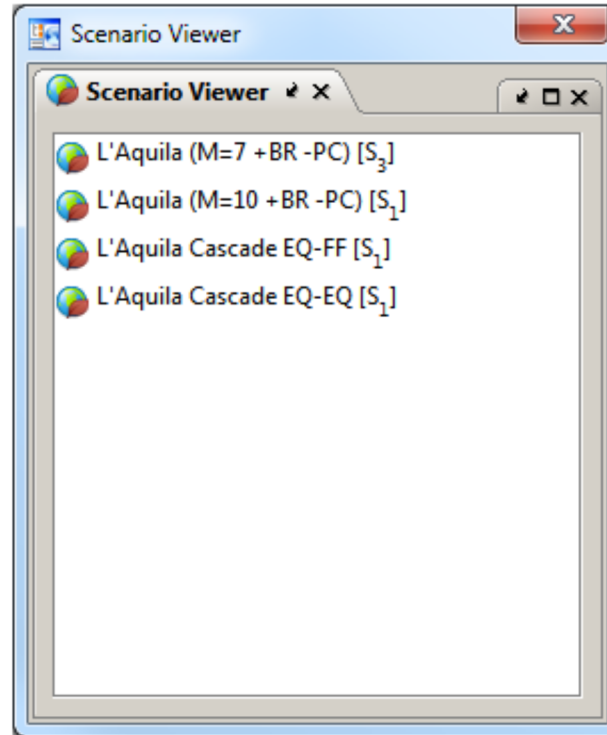 Scenario Viewer
Scenario Viewer
L'Aquila (M=7 +BR -PC) [S3]
L'Aquila (M=10 +BR -PC) [S1]
L'Aquila Cascade EQ-FF [S1]
L'Aquila Cascade EQ-EQ [S1]